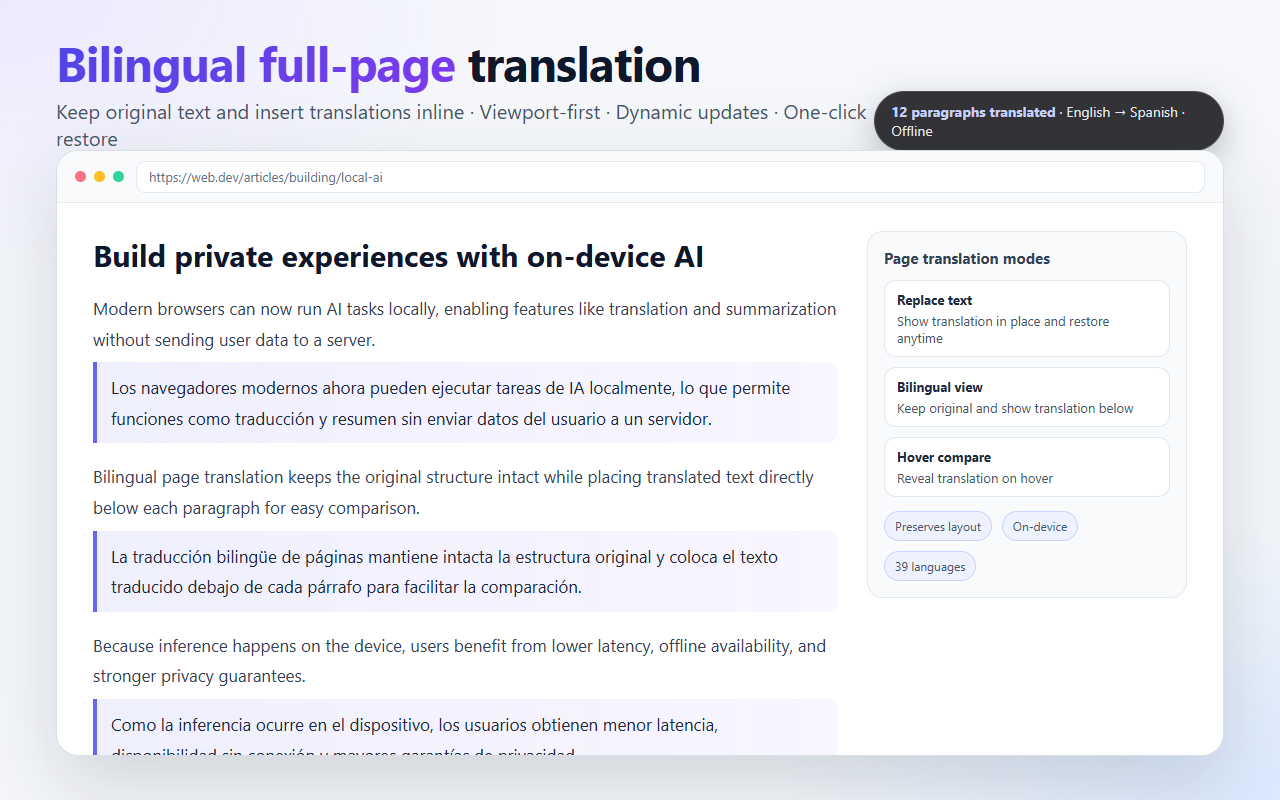 Bilingual full-page translation
Keep original text and insert translations inline · Viewport-first · Dynamic updates · One-click
restore
12 paragraphs translated · English → Spanish ·
Offline
https://web.dev/articles/building/local-ai
Build private experiences with on-device AI
Modern browsers can now run AI tasks locally, enabling features like translation and summarization
without sending user data to a server.
Los navegadores modernos ahora pueden ejecutar tareas de IA localmente, lo que permite
funciones como traducción y resumen sin enviar datos del usuario a un servidor.
Bilingual page translation keeps the original structure intact while placing translated text directly
below each paragraph for easy comparison.
La traducción bilingüe de páginas mantiene intacta la estructura original y coloca el texto
traducido debajo de cada párrafo para facilitar la comparación.
Because inference happens on the device, users benefit from lower latency, offline availability, and
stronger privacy guarantees.
Como la inferencia ocurre en el dispositivo, los usuarios obtienen menor latencia,
disponibilidad sin conexión y mayores garantías de privacidad.
Page translation modes
Replace text
Show translation in place and restore
anytime
Bilingual view
Keep original and show translation below
Hover compare
Reveal translation on hover
Preserves layout
On-device
39 languages